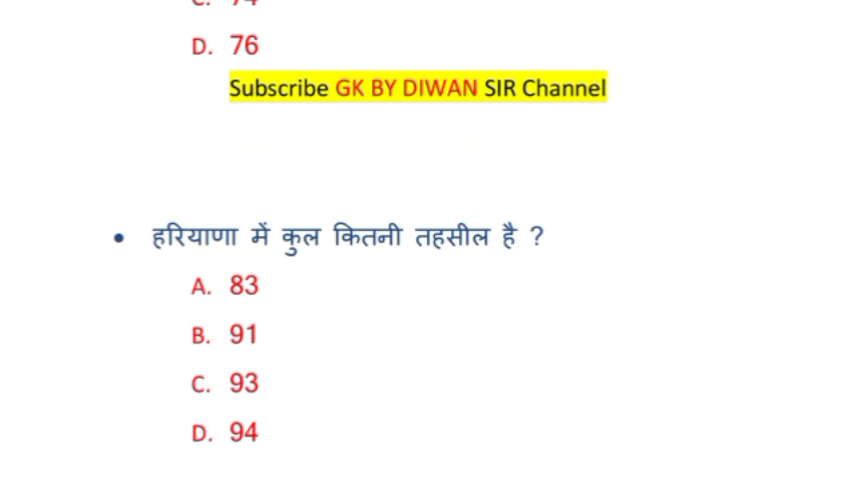 D. 76
Subscribe GK BY DIWAN SIR Channel
• हरियाणा में कुल कितनी तहसील है ?
A. 83
B. 91
C. 93
D. 94